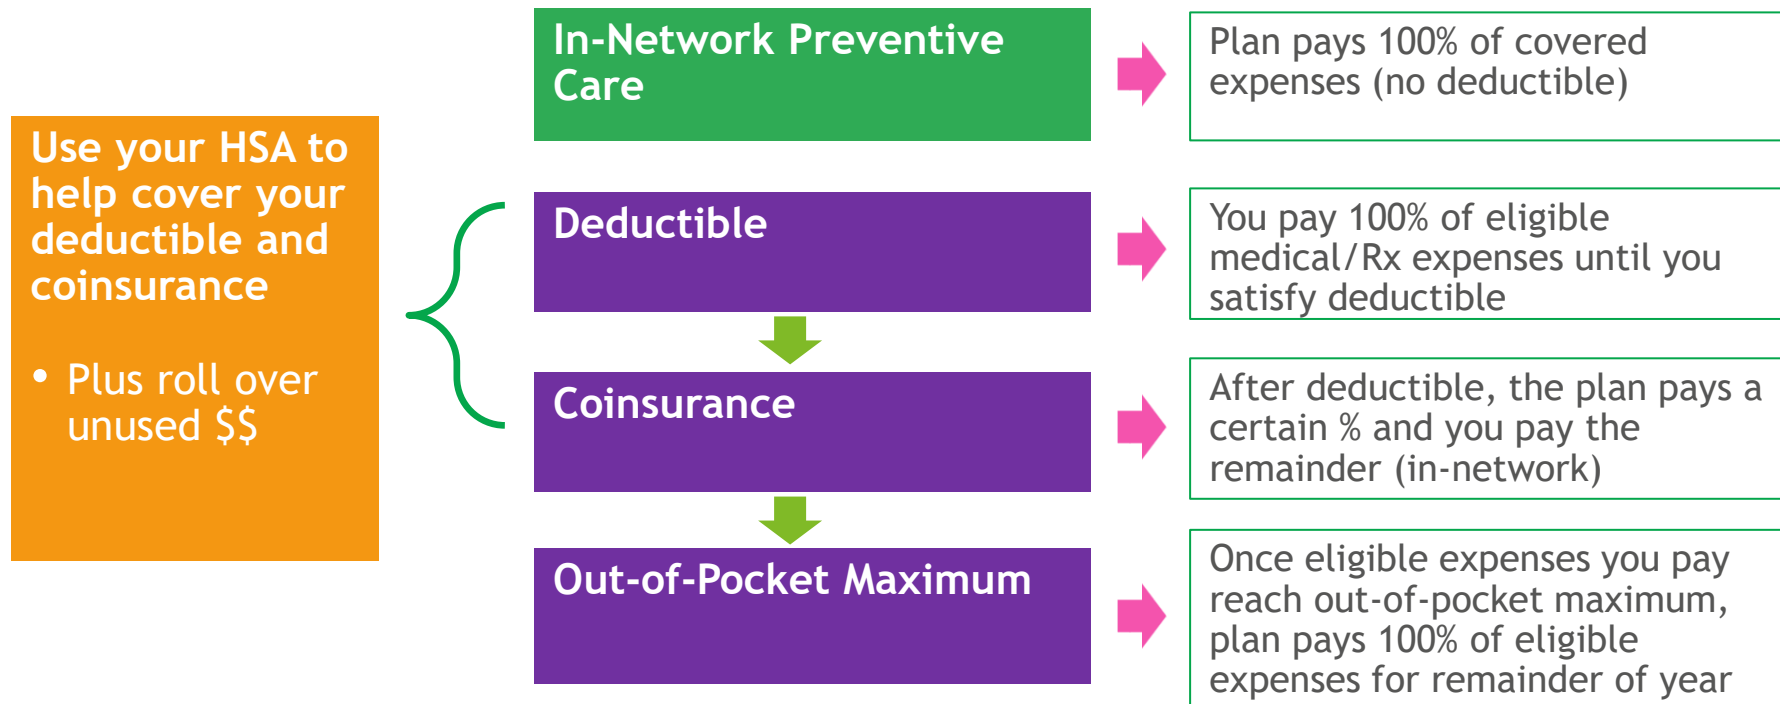 Use your HSA to
help cover your
deductible and
coinsurance
• Plus roll over
unused $$
In-Network Preventive
Care
Plan pays 100% of covered
expenses (no deductible)
Deductible
You pay 100% of eligible
medical/Rx expenses until you
satisfy deductible
Coinsurance
After deductible, the plan pays a
certain % and you pay the
remainder (in-network)
Out-of-Pocket Maximum
Once eligible expenses you pay
reach out-of-pocket maximum,
plan pays 100% of eligible
expenses for remainder of year